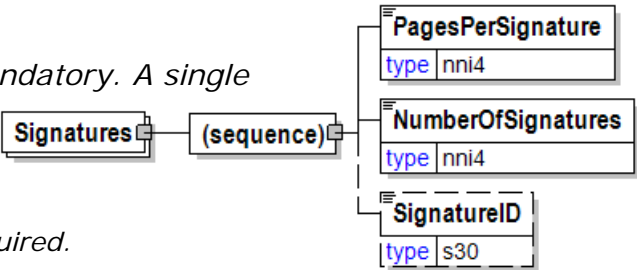 PagesPerSignature
type nni4
ndatory. A single
Signatures (sequence) NumberOfSignatures
type nni4
SignatureID
uired.
type s30